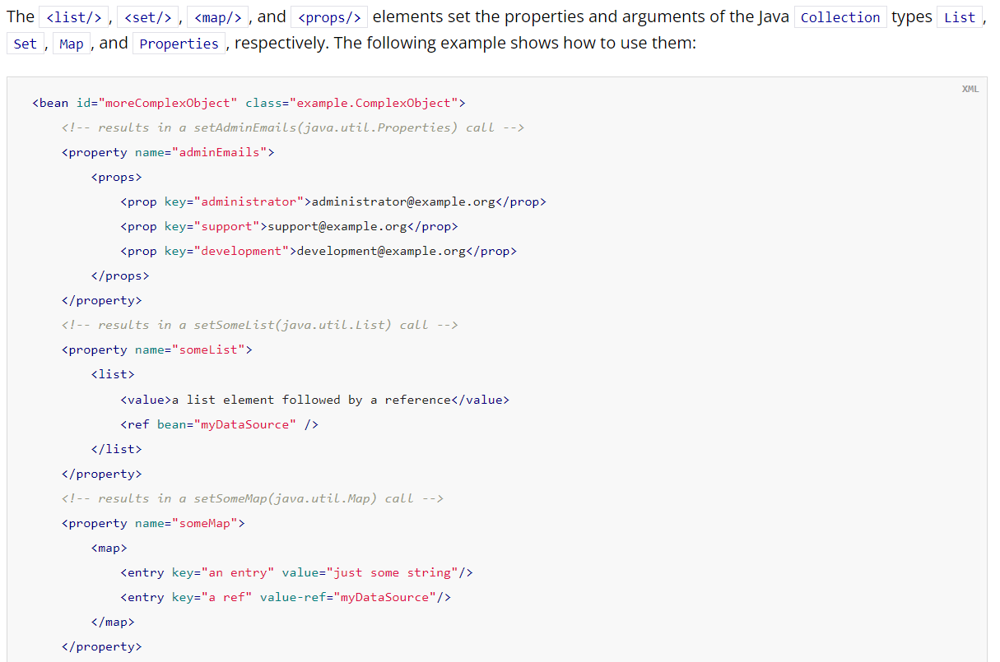 The <list/>, <set/>, <map/>, and <props/> elements set the properties and arguments of the Java Collection types List,
Set, Map, and Properties, respectively. The following example shows how to use them:
XML
<bean id="moreComplexObject" class="example.ComplexObject">
    <!-- results in a setAdminEmails(java.util.Properties) call -->
    <property name="adminEmails">
        <props>
            <prop key="administrator">administrator@example.org</prop>
            <prop key="support">support@example.org</prop>
            <prop key="development">development@example.org</prop>
        </props>
    </property>
    <!-- results in a setSomeList(java.util.List) call -->
    <property name="someList">
        <list>
            <value>a list element followed by a reference</value>
            <ref bean="myDataSource" />
        </list>
    </property>
    <!-- results in a setSomeMap(java.util.Map) call -->
    <property name="someMap">
        <map>
            <entry key="an entry" value="just some string"/>
            <entry key="a ref" value-ref="myDataSource"/>
        </map>
    </property>